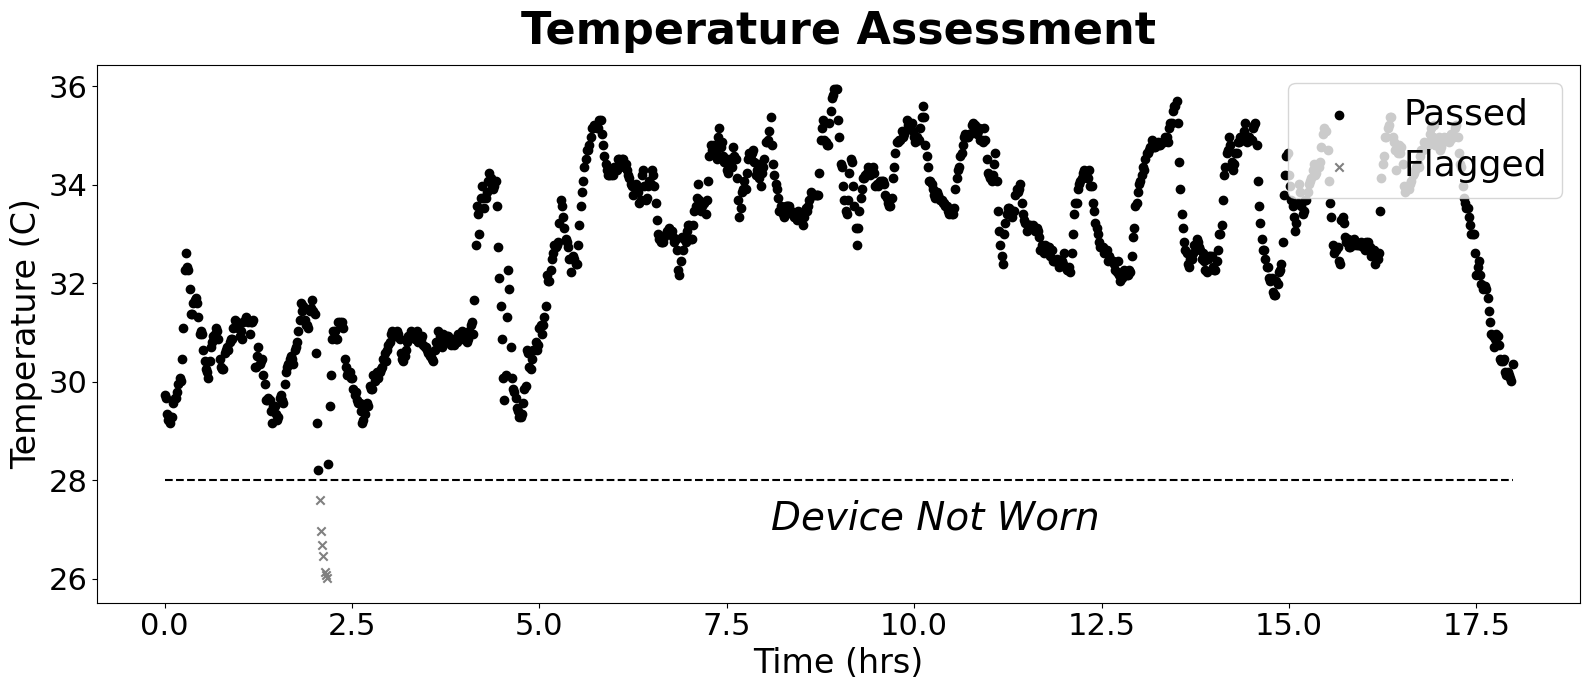 Temperature Assessment
Temperature (C)
36
34
32
30
28
26
Passed
Flagged
Device Not Worn
0.0 2.5 5.0 7.5 10.0 12.5 15.0 17.5
Time (hrs)